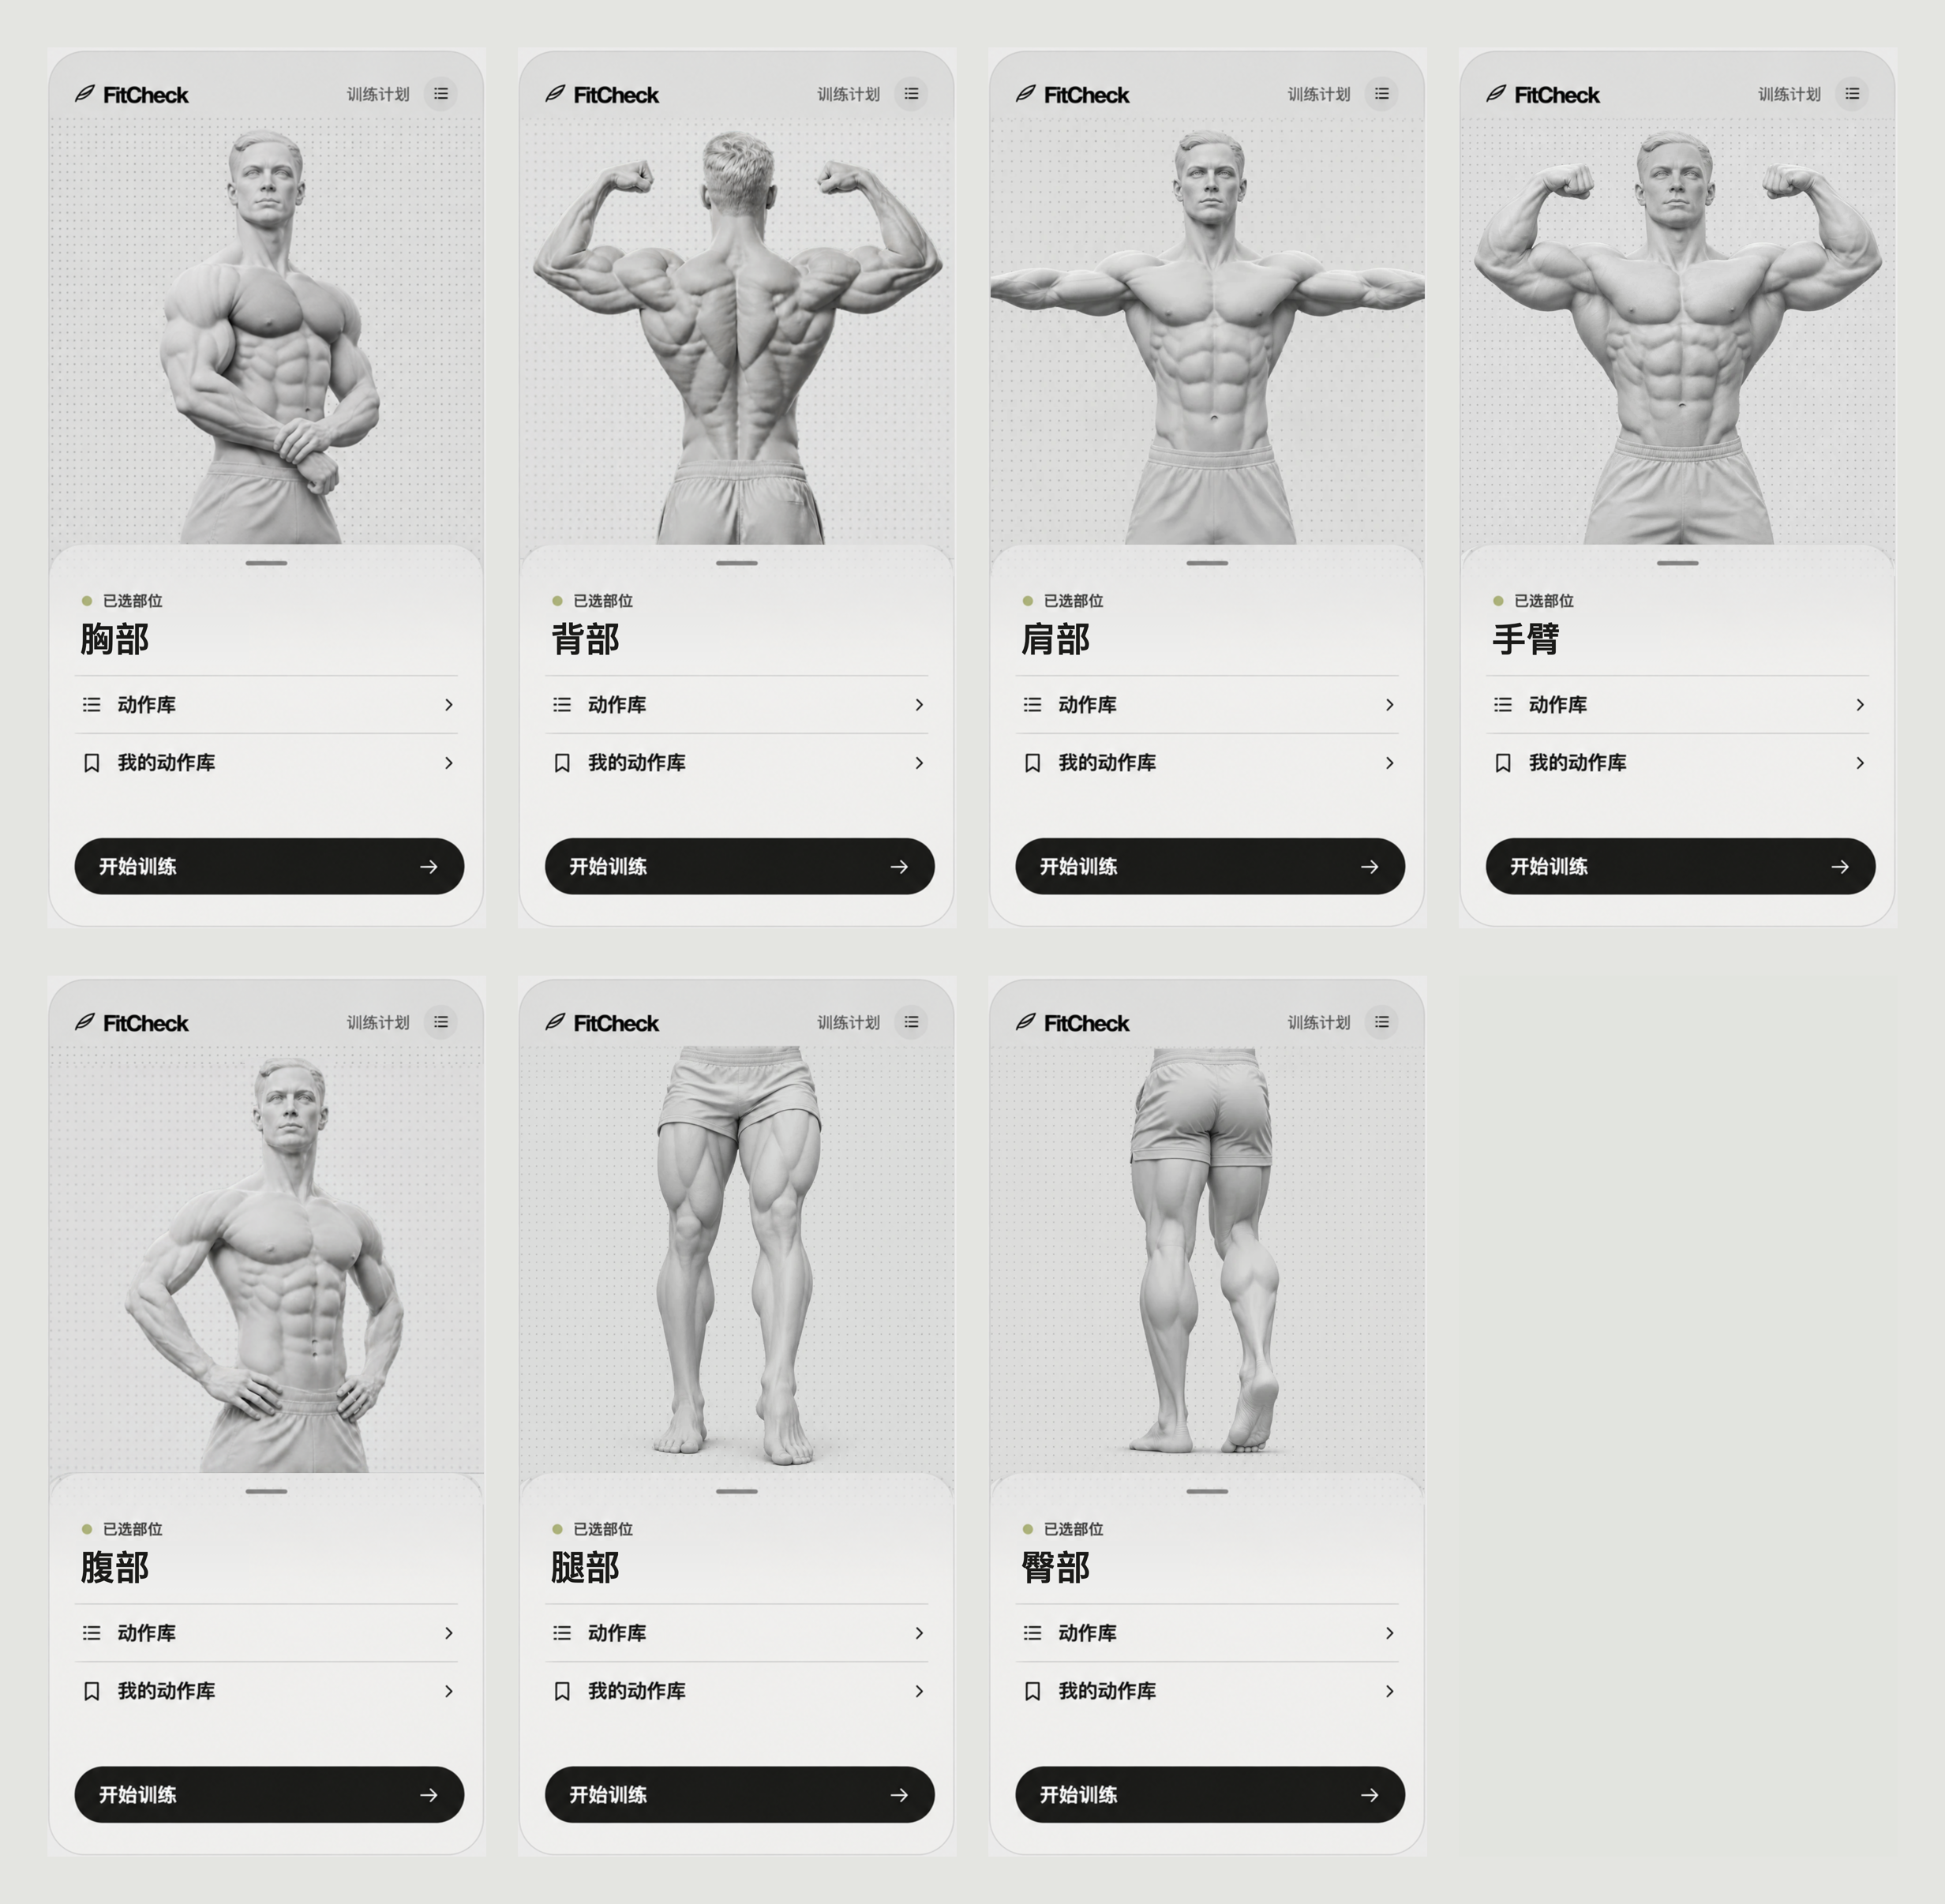 FitCheck 训练计划
已选部位
胸部
动作库
我的动作库
开始训练
FitCheck 训练计划
已选部位
背部
动作库
我的动作库
开始训练
FitCheck 训练计划
已选部位
肩部
动作库
我的动作库
开始训练
FitCheck 训练计划
已选部位
手臂
动作库
我的动作库
开始训练
FitCheck 训练计划
已选部位
腹部
动作库
我的动作库
开始训练
FitCheck 训练计划
已选部位
腿部
动作库
我的动作库
开始训练
FitCheck 训练计划
已选部位
臀部
动作库
我的动作库
开始训练